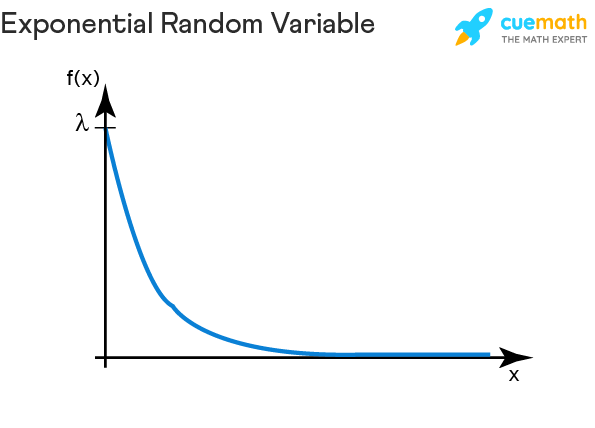 Exponential Random Variable
cuemath
THE MATH EXPERT
f(x)
λ
x